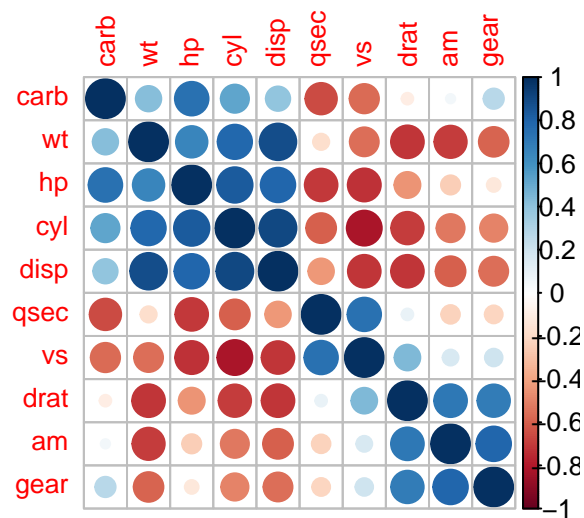 carb wt hp cyl disp qsec vs drat am gear
carb
wt
hp
cyl
disp
qsec
vs
drat
am
gear
1
0.8
0.6
0.4
0.2
0
−0.2
−0.4
−0.6
−0.8
−1